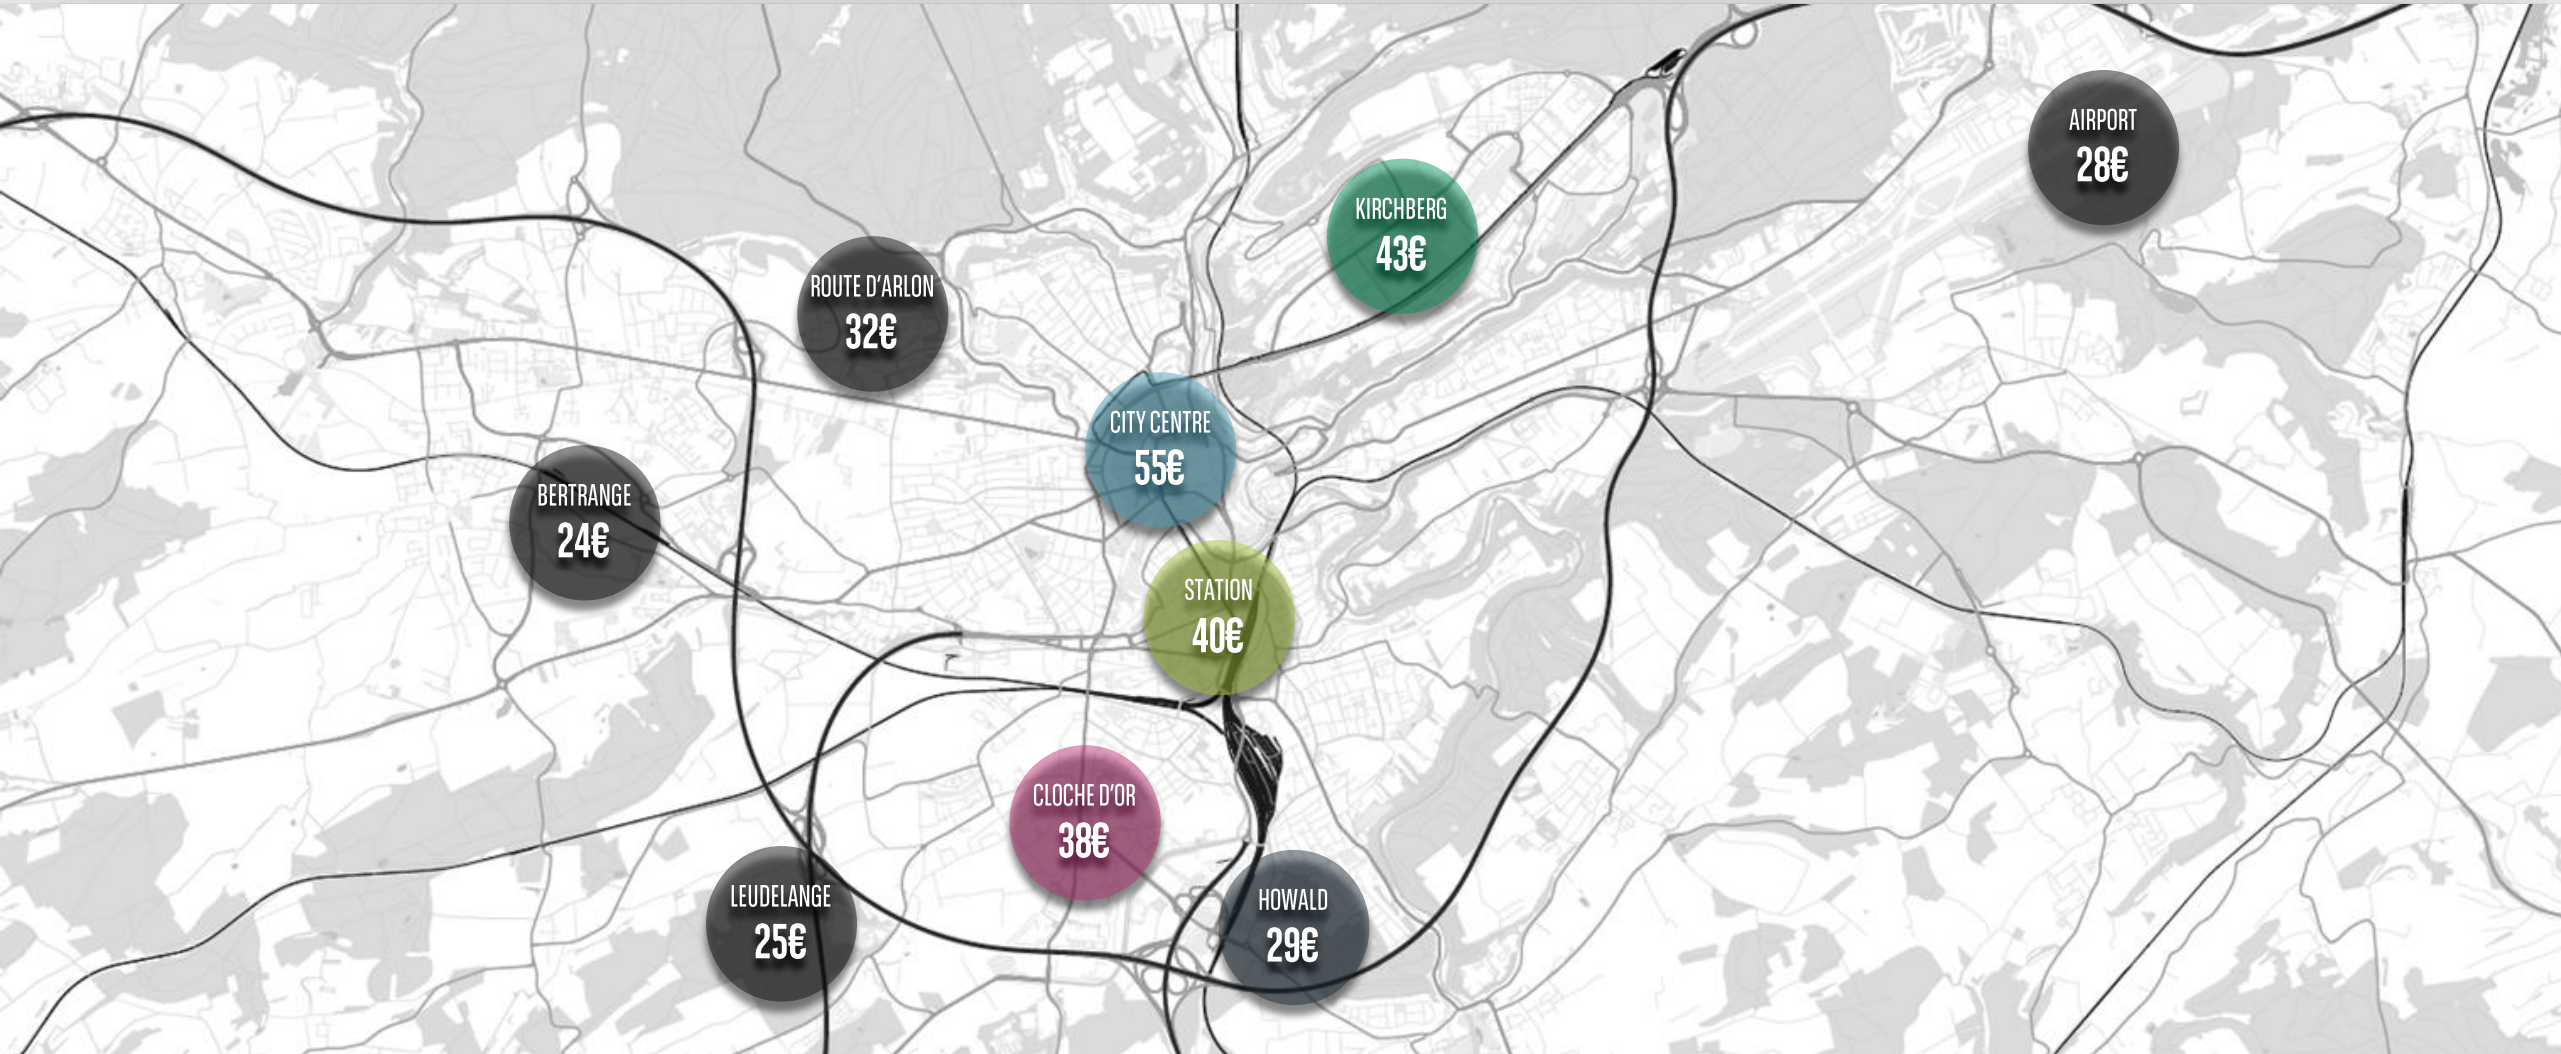 AIRPORT
28€
KIRCHBERG
43€
ROUTE D'ARLON
32€
CITY CENTRE
55€
BERTRANGE
24€
STATION
40€
CLOCHE D'OR
38€
LEUDELANGE
25€
HOWALD
29€